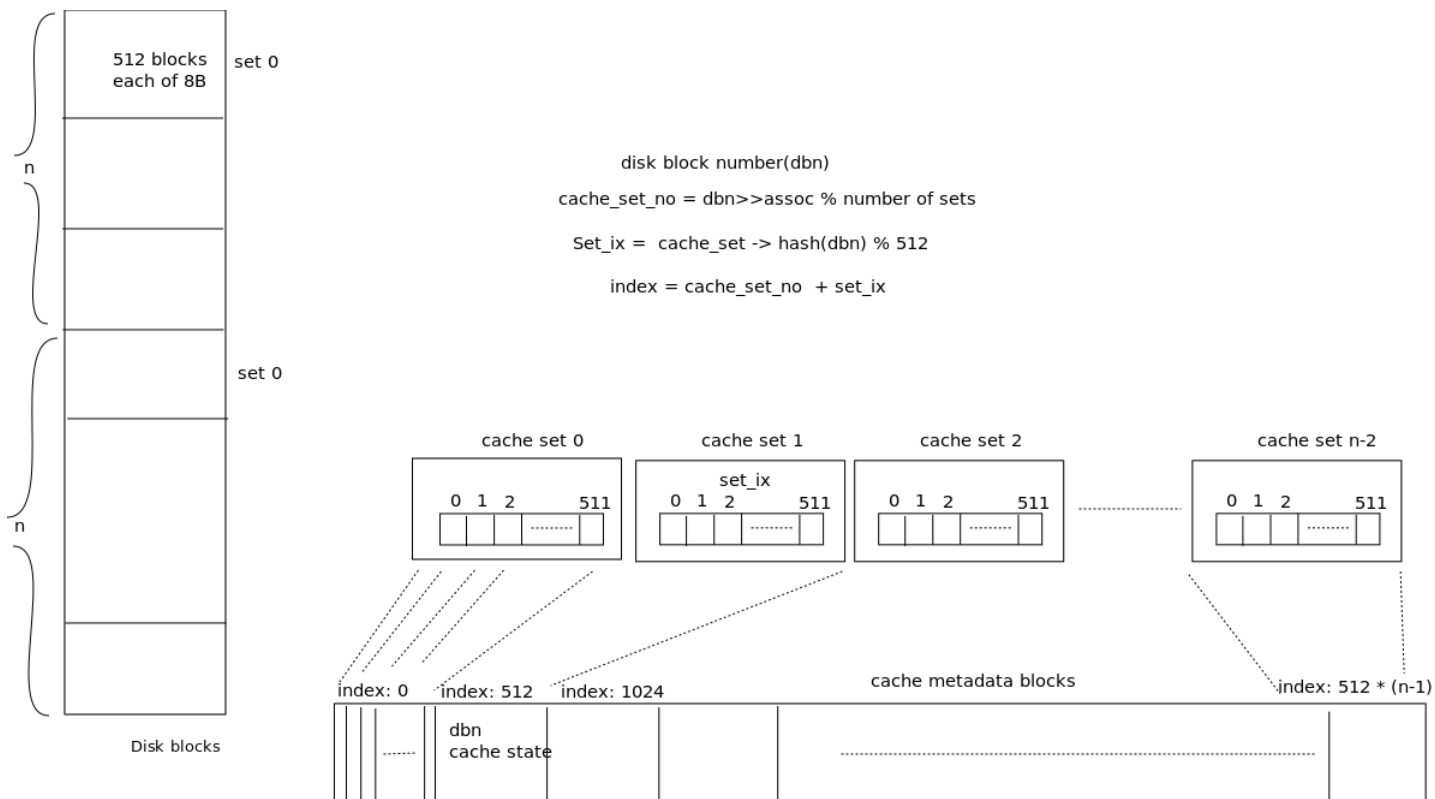 512 blocks
each of 8B
set 0
n
disk block number(dbn)
cache_set_no = dbn>>assoc % number of sets
Set_ix =  cache_set -> hash(dbn) % 512
index = cache_set_no  + set_ix
set 0
n
Disk blocks
cache set 0
cache set 1
cache set 2
cache set n-2
0 1 2 511
set_ix
0 1 2 511
0 1 2 511
0 1 2 511
cache metadata blocks
index: 0
index: 512
index: 1024
index: 512 * (n-1)
dbn
cache state